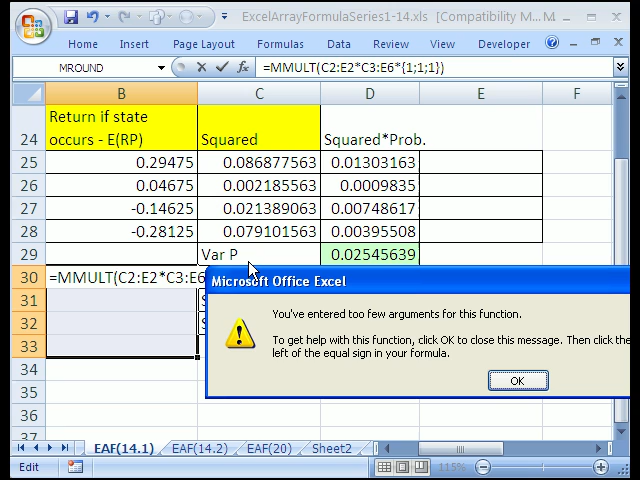 ExcelArrayFormulaSeries1-14.xls [Compatibility M... M...
Home Insert Page Layout Formulas Data Review View Developer
MROUND =MMULT(C2:E2*C3:E6*{1;1;1})
B C D E F
24 Return if state occurs - E(RP) Squared Squared*Prob.
25 0.29475 0.086877563 0.01303163
26 0.04675 0.002185563 0.0009835
27 -0.14625 0.021389063 0.00748617
28 -0.28125 0.079101563 0.00395508
29 Var P 0.02545639
30 =MMULT(C2:E2*C3:E6
Microsoft Office Excel
31 S
You've entered too few arguments for this function.
32 S
To get help with this function, click OK to close this message. Then click the
left of the equal sign in your formula.
33
OK
34
35
36
37
EAF(14.1) EAF(14.2) EAF(20) Sheet2
Edit 115%